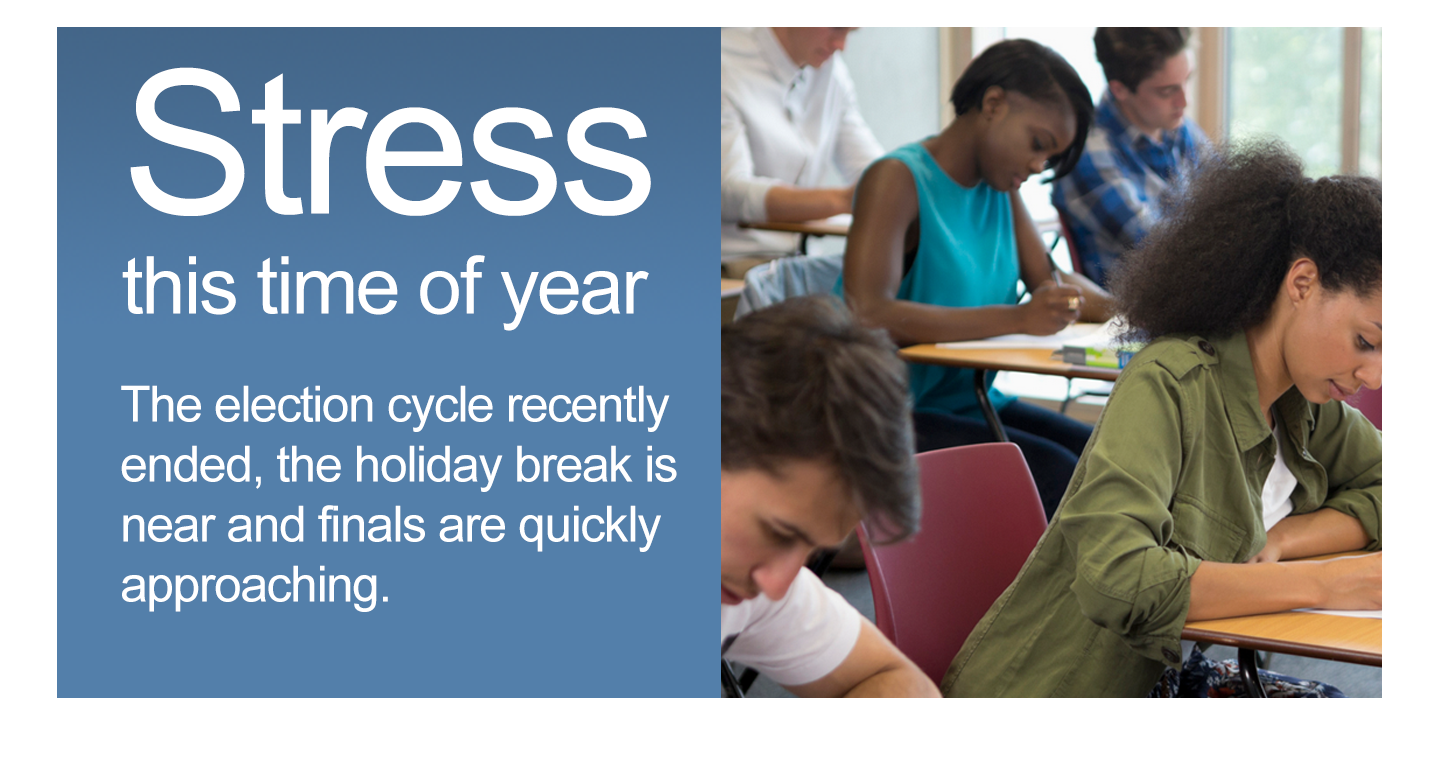 Stress
this time of year
The election cycle recently
ended, the holiday break is
near and finals are quickly
approaching.